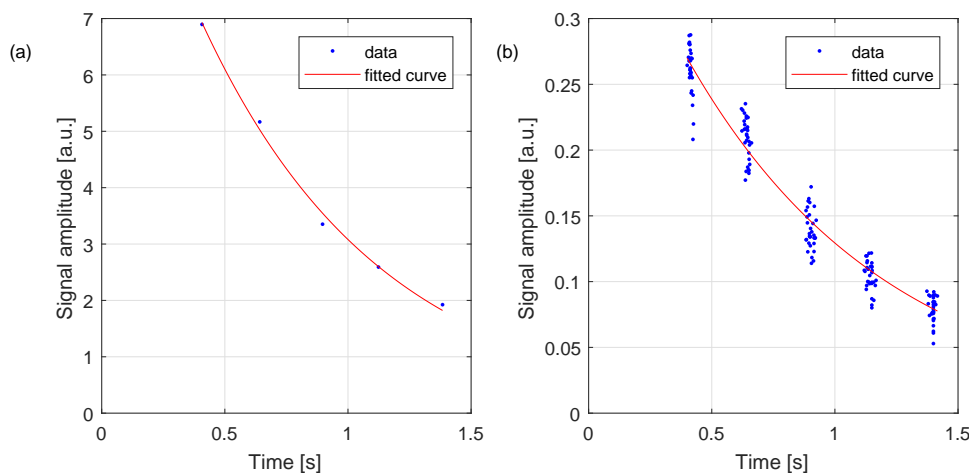 (a)
Signal amplitude [a.u.]
7
6
5
4
3
2
1
0
0
0.5
1
1.5
Time [s]
data
fitted curve
(b)
Signal amplitude [a.u.]
0.3
0.25
0.2
0.15
0.1
0.05
0
0
0.5
1
1.5
Time [s]
data
fitted curve